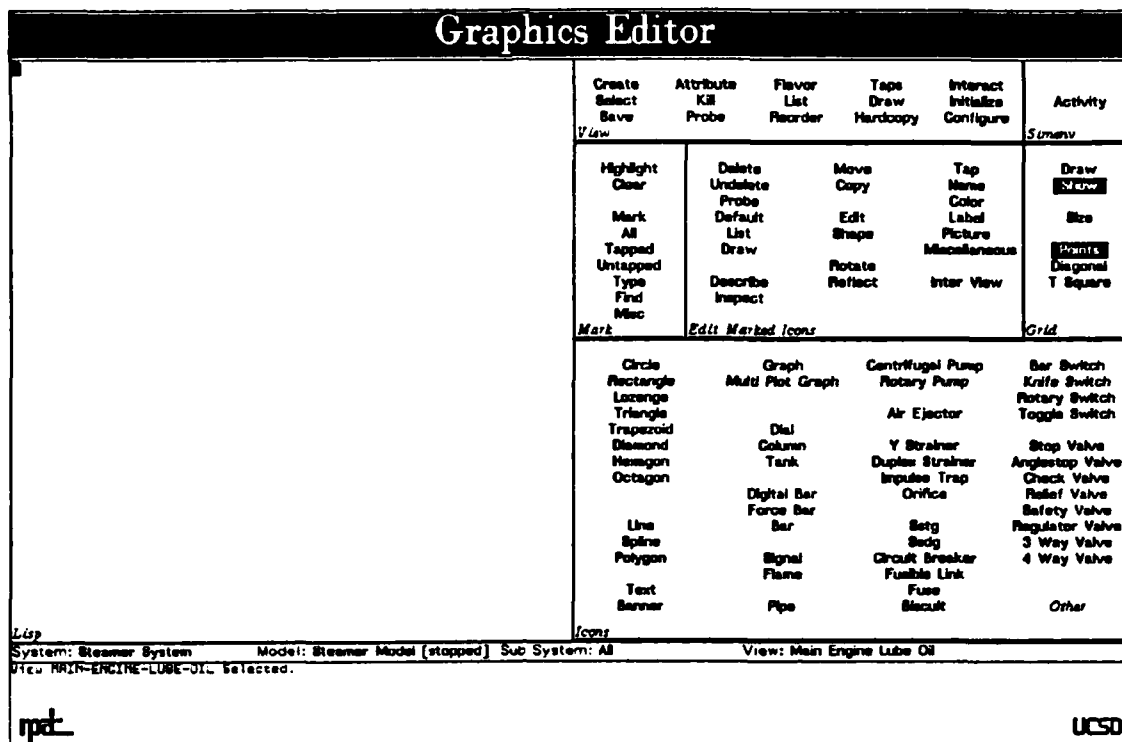 Graphics Editor
Create Attribute Flavor Taps Interact
Select Kill List Draw Initialize Activity
Save Probe Reorder Hardcopy Configure
View Simenv
Highlight Delete Move Tap Draw
Clear Undelete Copy Name Show
Probe Color
Mark Default Edit Label Size
All List Shape Picture
Tapped Draw Miscellaneous Points
Untapped Rotate Diagonal
Type Describe Reflect Inter View T Square
Find Inspect
Misc
Mark Edit Marked Icons Grid
Circle Graph Centrifugal Pump Bar Switch
Rectangle Multi Plot Graph Rotary Pump Knife Switch
Lozenge Rotary Switch
Triangle Air Ejector Toggle Switch
Trapezoid Dial
Diamond Column Y Strainer Stop Valve
Hexagon Tank Duplex Strainer Anglestop Valve
Octagon Impulse Trap Check Valve
Digital Bar Orifice Relief Valve
Force Bar Safety Valve
Line Bar Sstg Regulator Valve
Spline Ssdg 3 Way Valve
Polygon Signal Circuit Breaker 4 Way Valve
Flame Fusible Link
Text Fuse
Banner Pipe Biscuit Other
Lisp Icons
System: Steamer System Model: Steamer Model [stopped] Sub System: All View: Main Engine Lube Oil
View MAIN-ENGINE-LUBE-OIL Selected.
UCSD